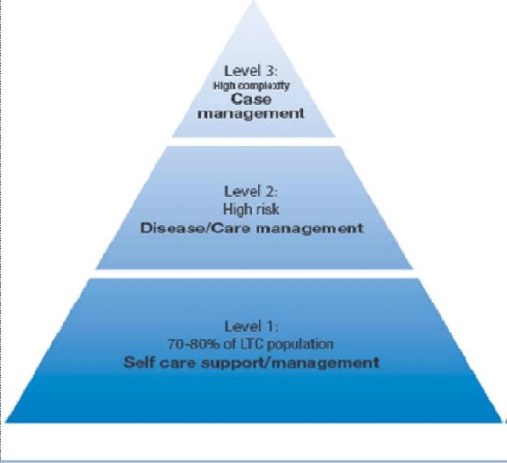 Level 3:
High complexity
Case
management
Level 2:
High risk
Disease/Care management
Level 1:
70-80% of LTC population
Self care support/management